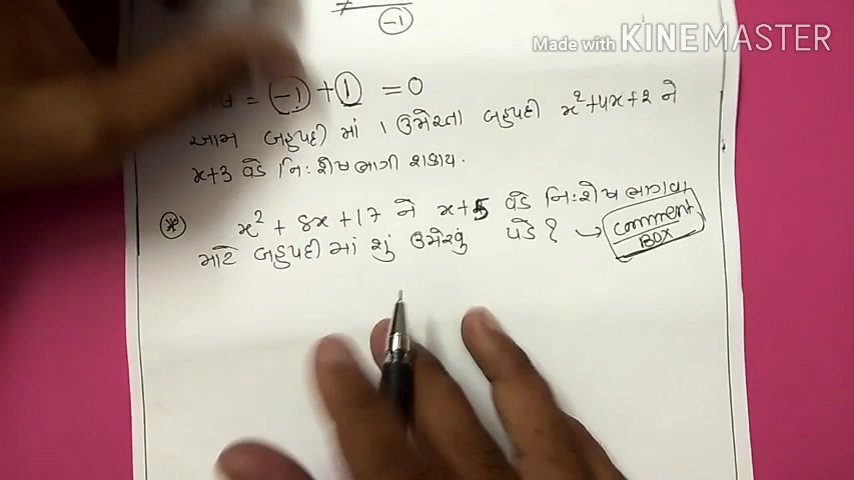 -1
Made with KINEMASTER
= -1 + 1 = 0
આમ બહુપદી માં 1 ઉમેરતા બહુપદી x²+4x+2 ને
x+3 વડે નિ:શેષ ભાગી શકાય.
* x² + 8x + 17 ને x+5 વડે નિ:શેષ ભાગવા
માટે બહુપદી માં શું ઉમેરવું પડે ? → comment
BOX